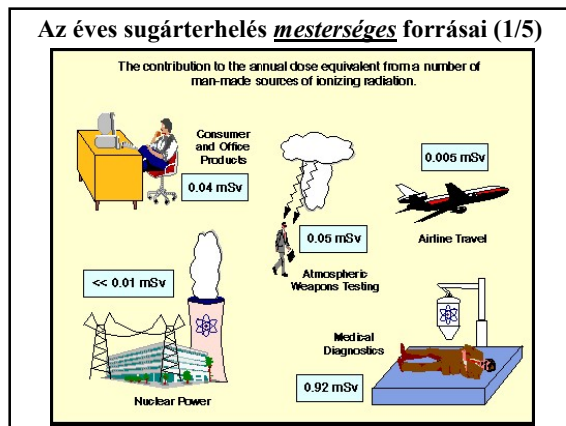 Az éves sugárterhelés mesterséges forrásai (1/5)
The contribution to the annual dose equivalent from a number of
man-made sources of ionizing radiation.
Consumer
and Office
Products
0.04 mSv
0.05 mSv
Atmospheric
Weapons Testing
0.005 mSv
Airline Travel
<< 0.01 mSv
Nuclear Power
Medical
Diagnostics
0.92 mSv